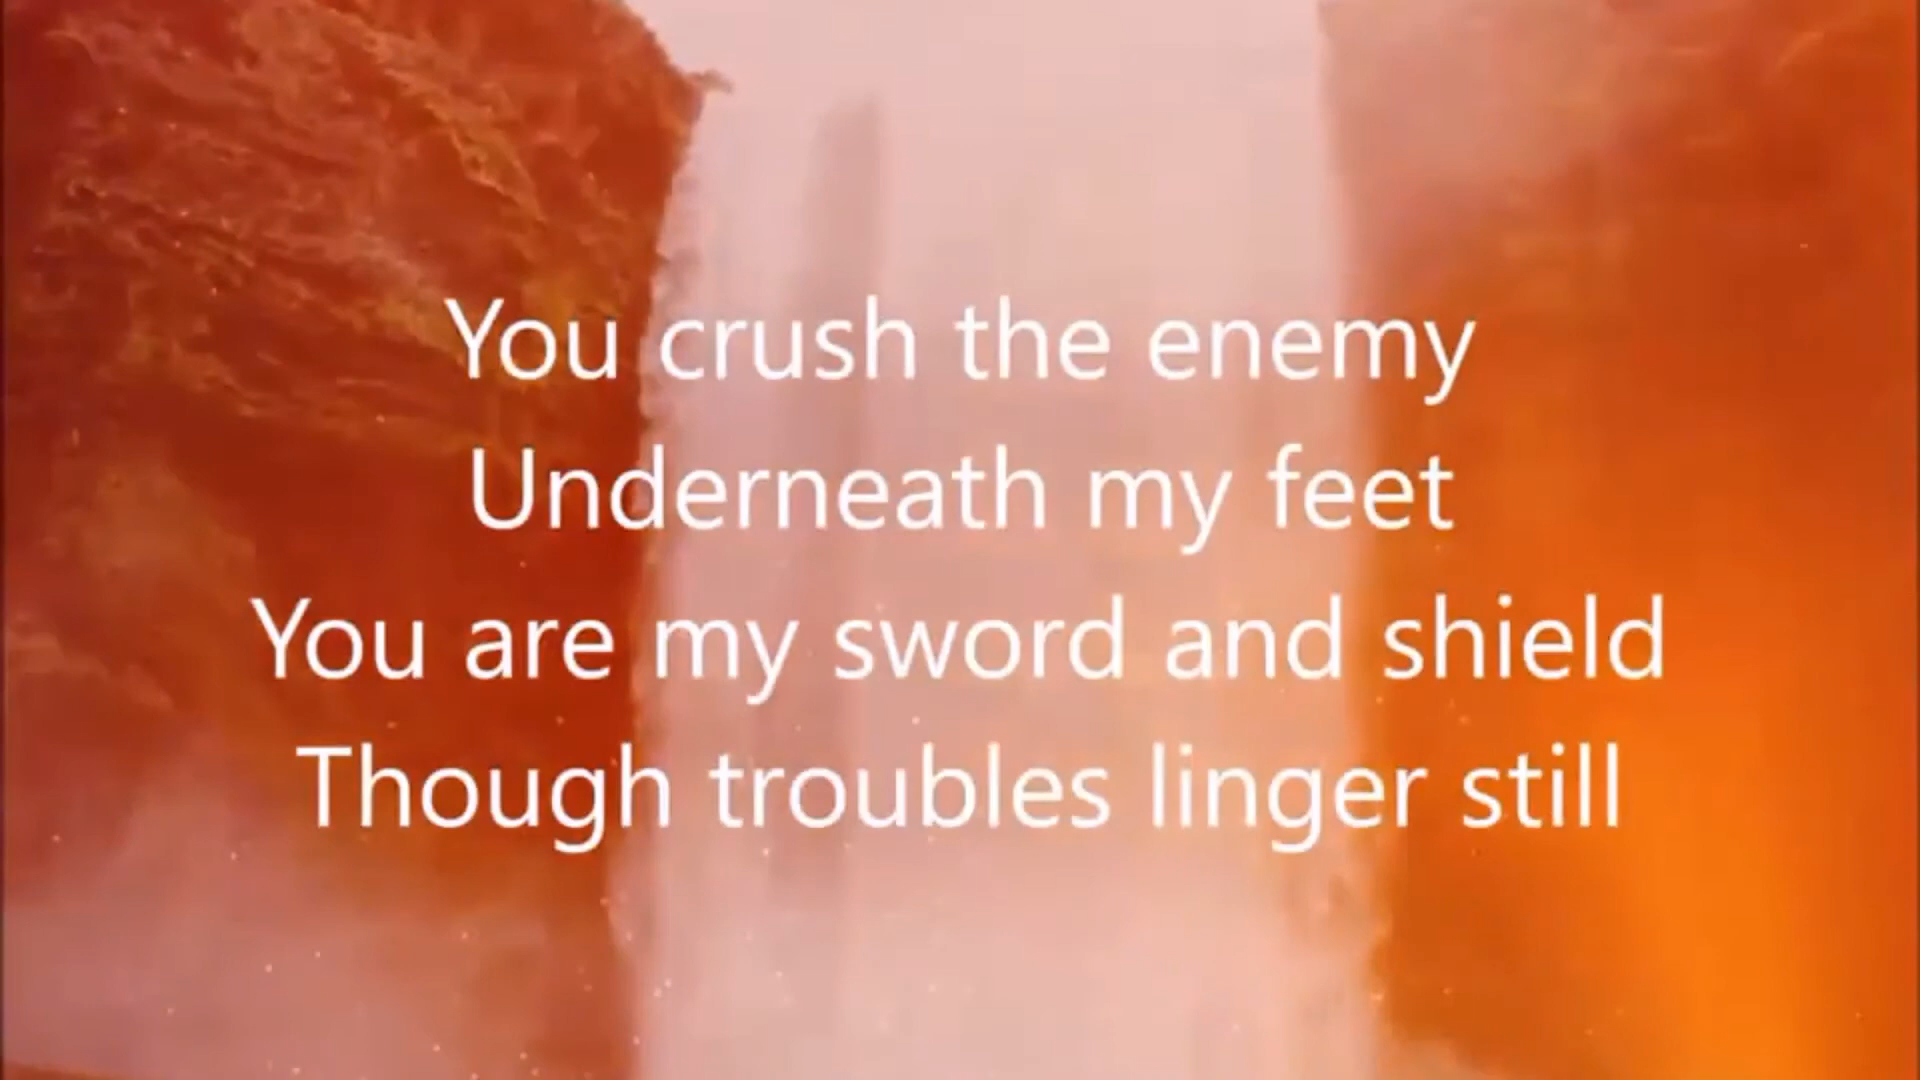 You crush the enemy
Underneath my feet
You are my sword and shield
Though troubles linger still